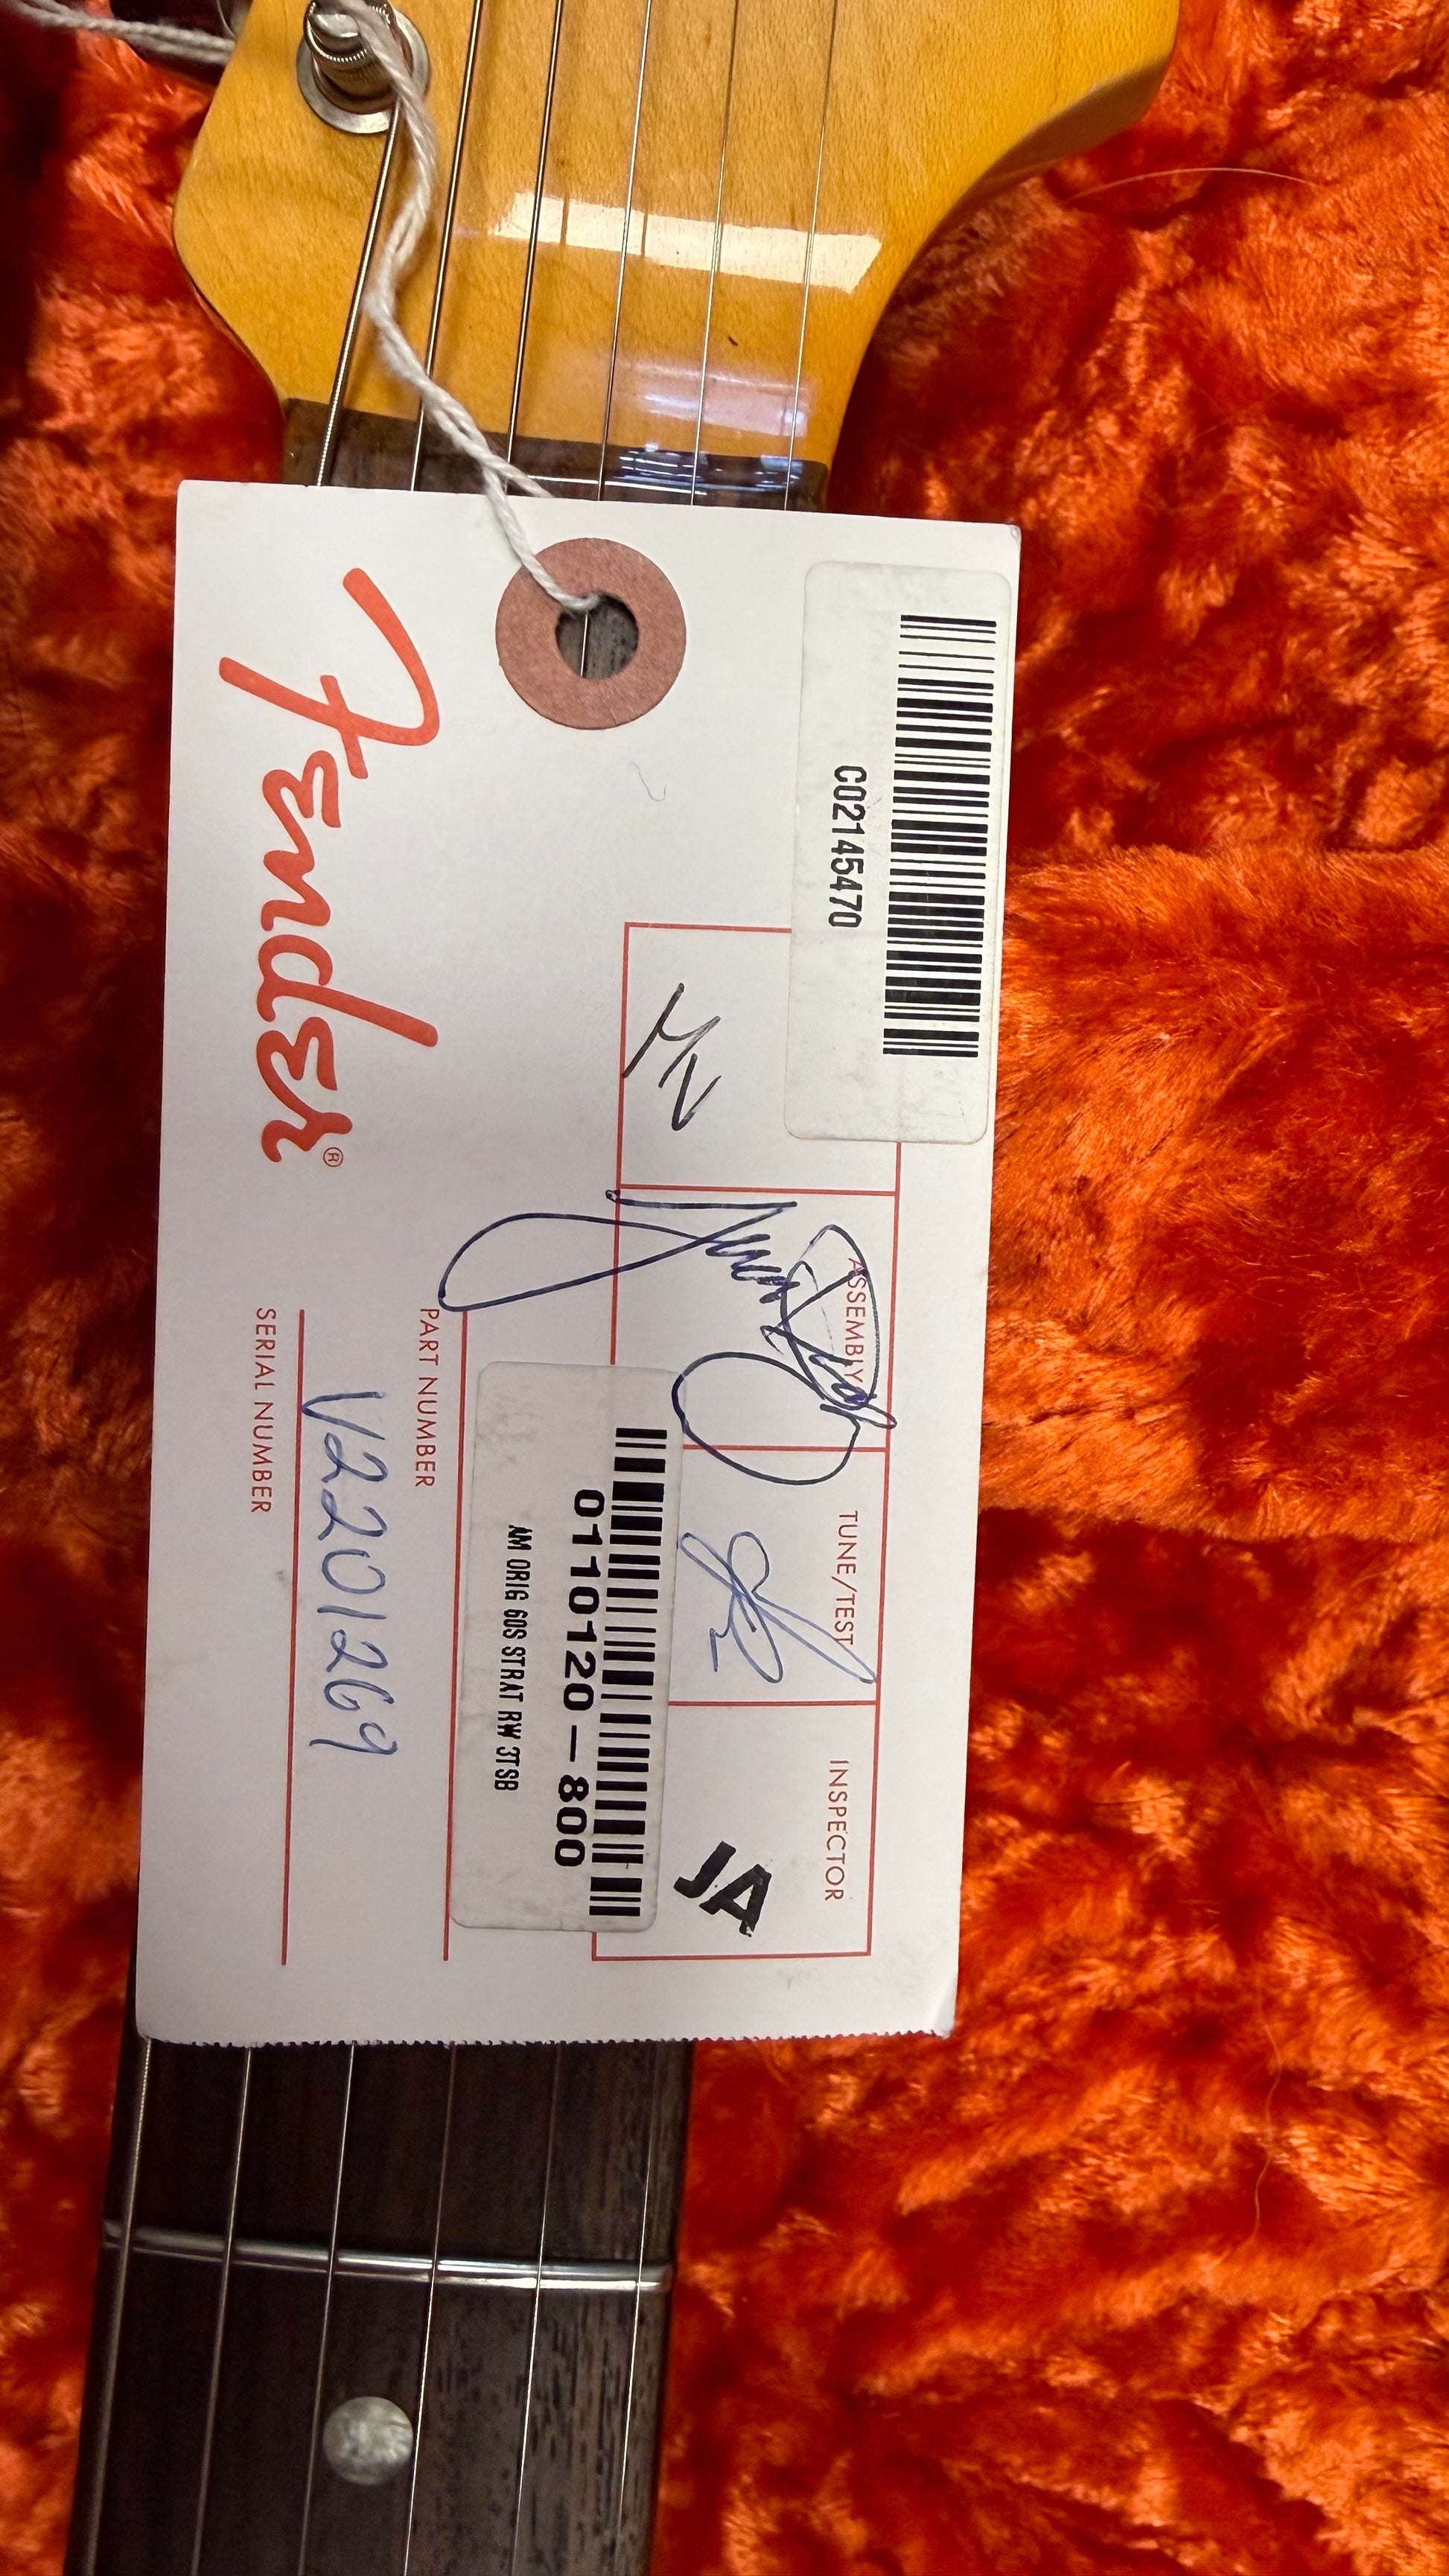 Fender®
SERIAL NUMBER
V2201269
PART NUMBER
AM ORIG 60S STRAT RW 3TSB
0110120-800
C02145470
ASSEMBLY
TUNE/TEST
INSPECTOR
JA